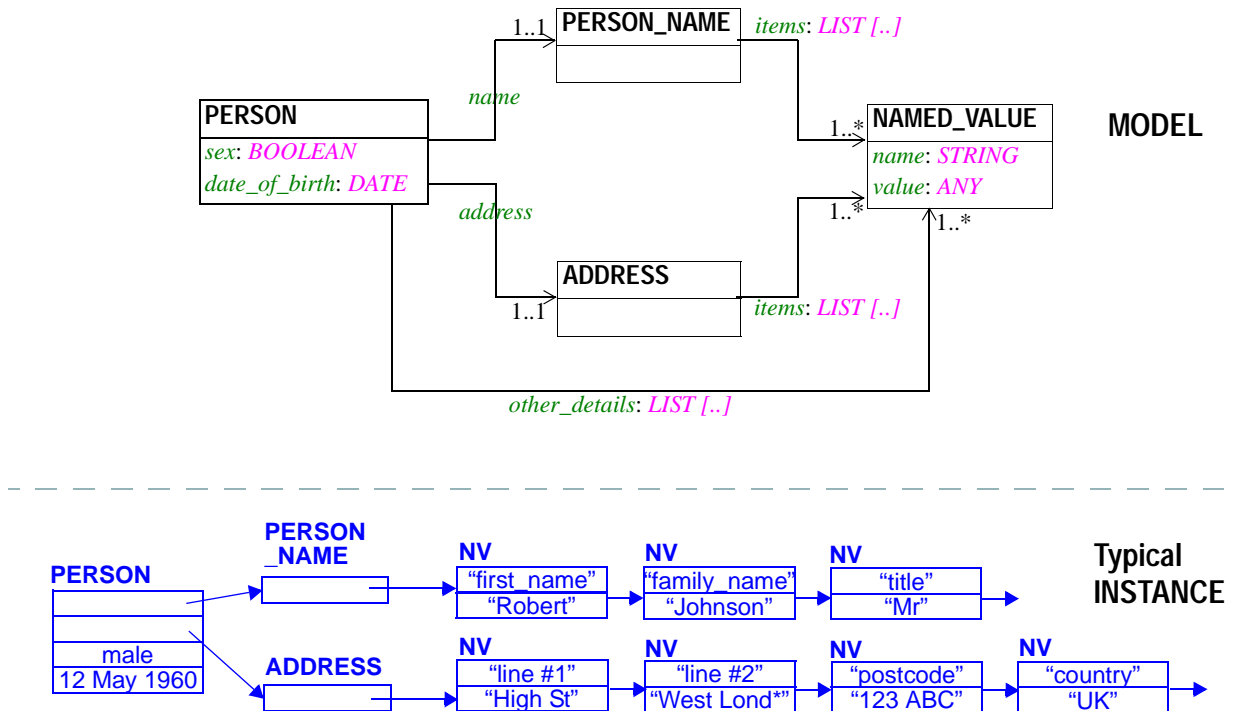 1..1
PERSON_NAME
items: LIST [..]
name
PERSON
sex: BOOLEAN
date_of_birth: DATE
1..*
NAMED_VALUE
name: STRING
value: ANY
MODEL
address
1..*
1..*
ADDRESS
1..1
items: LIST [..]
other_details: LIST [..]
PERSON
_NAME
NV
NV
NV
Typical
INSTANCE
PERSON
“first_name”
“family_name”
“title”
“Robert”
“Johnson”
“Mr”
male
12 May 1960
ADDRESS
NV
NV
NV
NV
“line #1”
“line #2”
“postcode”
“country”
“High St”
“West Lond*”
“123 ABC”
“UK”